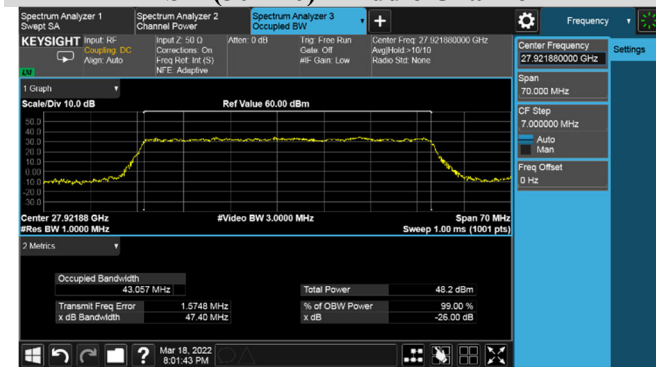 Spectrum Analyzer 1
Swept SA
Spectrum Analyzer 2
Channel Power
Spectrum Analyzer 3
Occupied BW
+
Frequency
KEYSIGHT
Input: RF
Coupling: DC
Align: Auto
Input Z: 50 Ω
Corrections: On
Freq Ref: Int (S)
NFE: Adaptive
Atten: 0 dB
Trig: Free Run
Gate: Off
#IF Gain: Low
Center Freq: 27.921880000 GHz
Avg|Hold:>10/10
Radio Std: None
Center Frequency
27.921880000 GHz
Settings
Span
70.000 MHz
CF Step
7.000000 MHz
Auto
Man
Freq Offset
0 Hz
1 Graph
Scale/Div 10.0 dB
Ref Value 60.00 dBm
50.0
40.0
30.0
20.0
10.0
0.00
-10.0
-20.0
-30.0
Center 27.92188 GHz
#Video BW 3.0000 MHz
Span 70 MHz
#Res BW 1.0000 MHz
Sweep 1.00 ms (1001 pts)
2 Metrics
Occupied Bandwidth
43.057 MHz
Total Power 48.2 dBm
Transmit Freq Error 1.5748 MHz
% of OBW Power 99.00 %
x dB Bandwidth 47.40 MHz
x dB -26.00 dB
?
Mar 18, 2022
8:01:43 PM